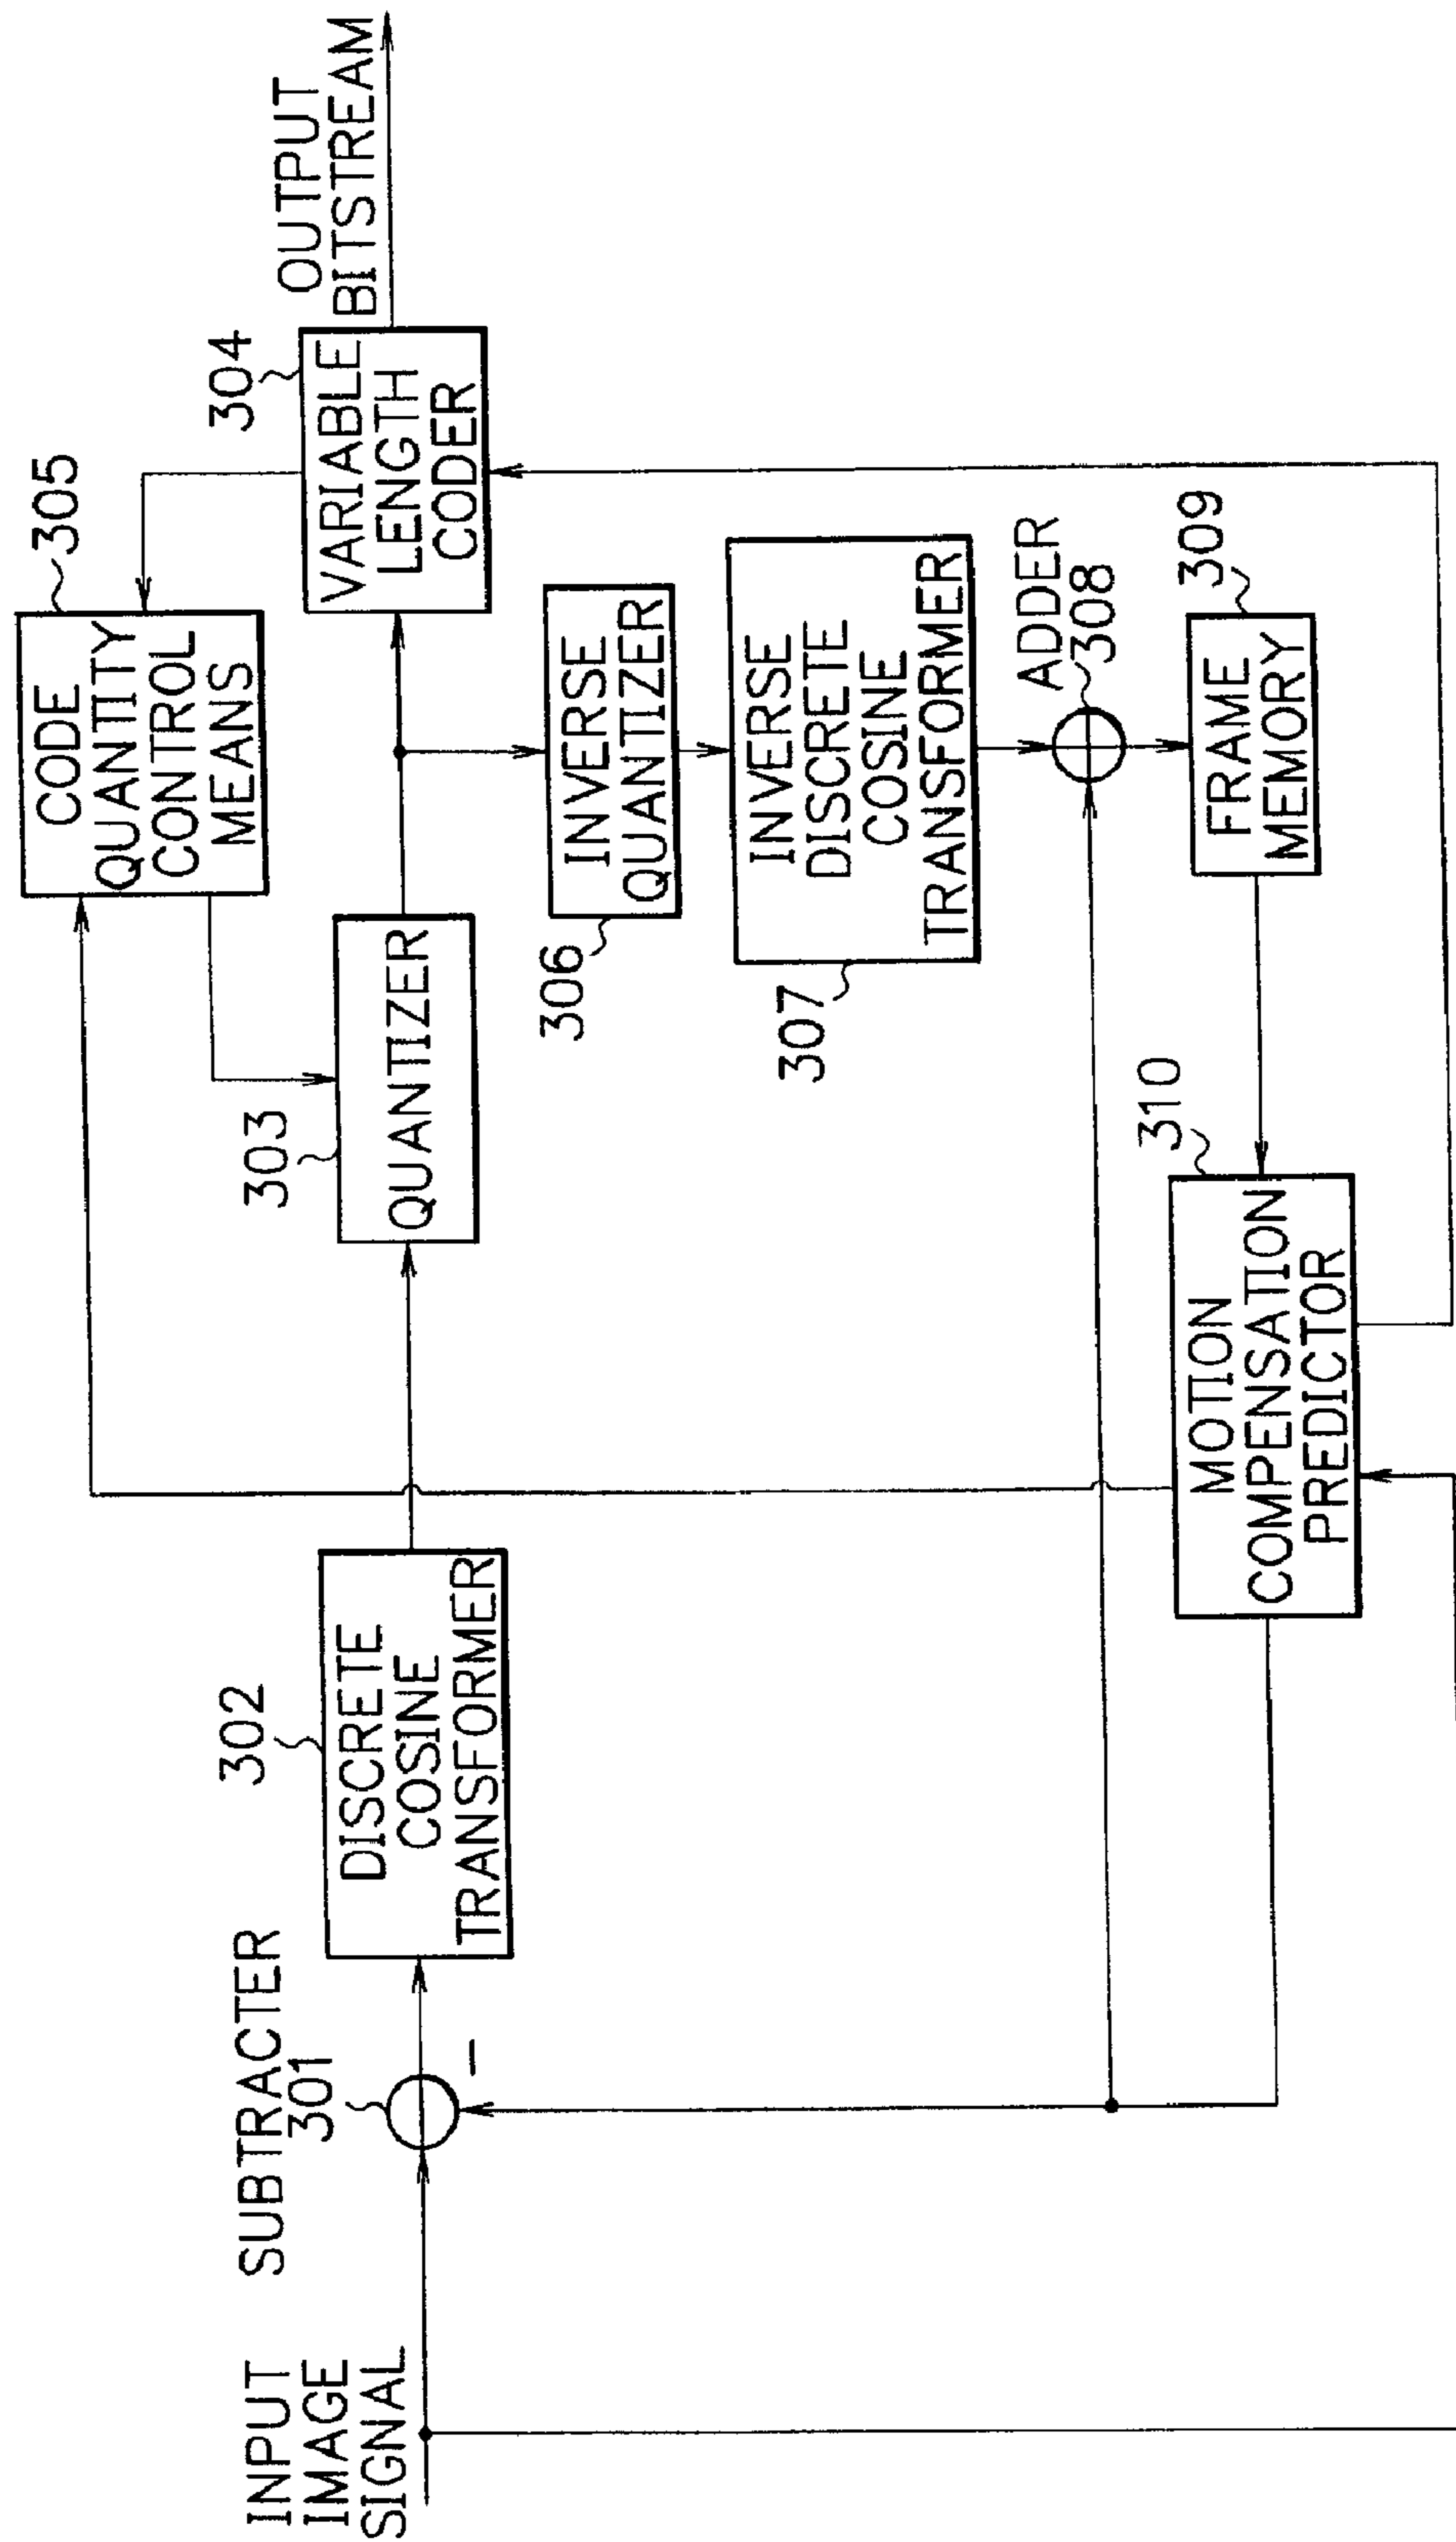 INPUT
IMAGE
SIGNAL
SUBTRACTER
301
302
DISCRETE
COSINE
TRANSFORMER
303
QUANTIZER
305
CODE
QUANTITY
CONTROL
MEANS
304
VARIABLE
LENGTH
CODER
OUTPUT
BITSTREAM
306
INVERSE
QUANTIZER
307
INVERSE
DISCRETE
COSINE
TRANSFORMER
ADDER
308
309
FRAME
MEMORY
310
MOTION
COMPENSATION
PREDICTOR
−